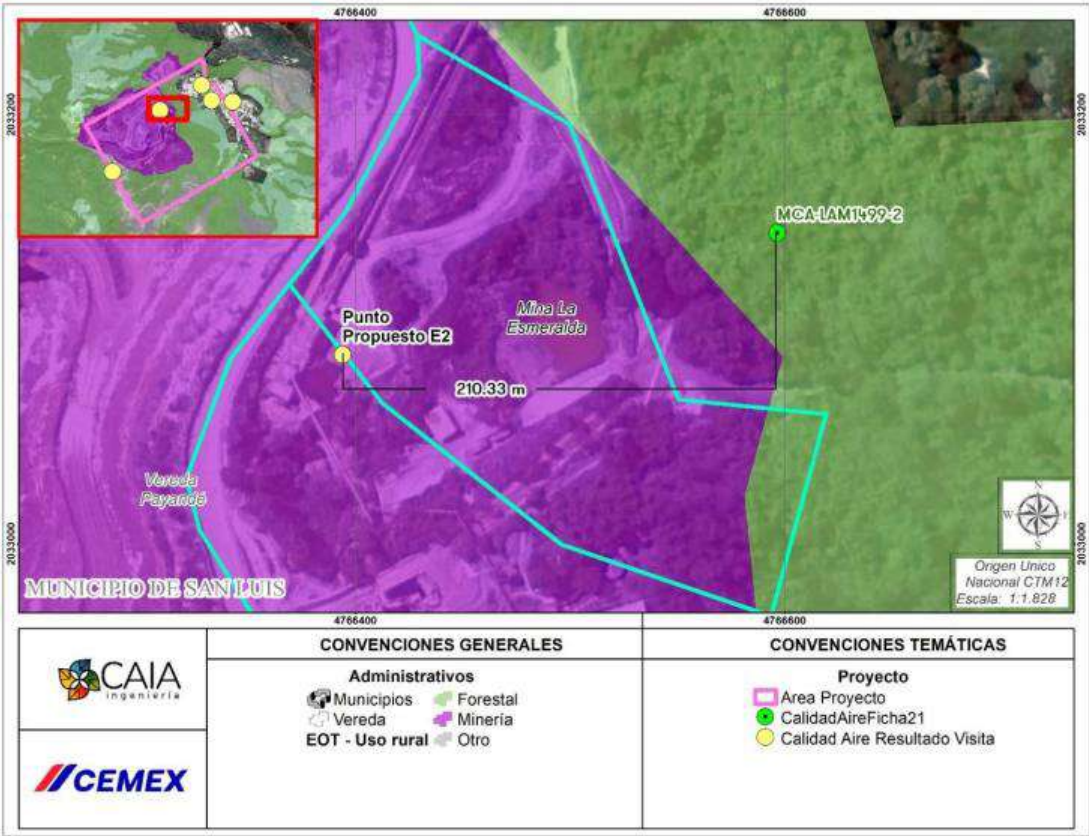 4766400
4766600
2033200
2033200
MCA-LAM1499-2
Punto
Propuesto E2
Mina La
Esmeralda
210.33 m
Vereda
Payandé
2033000
2033000
N
W
E
S
MUNICIPIO DE SAN LUIS
Origen Unico
Nacional CTM12
Escala: 1:1.828
4766400
4766600
CAIA
ingeniería
CEMEX
CONVENCIONES GENERALES
Administrativos
Municipios
Vereda
EOT - Uso rural
Forestal
Minería
Otro
CONVENCIONES TEMÁTICAS
Proyecto
Area Proyecto
CalidadAireFicha21
Calidad Aire Resultado Visita